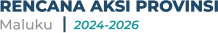 RENCANA AKSI PROVINSI
Maluku | 2024-2026